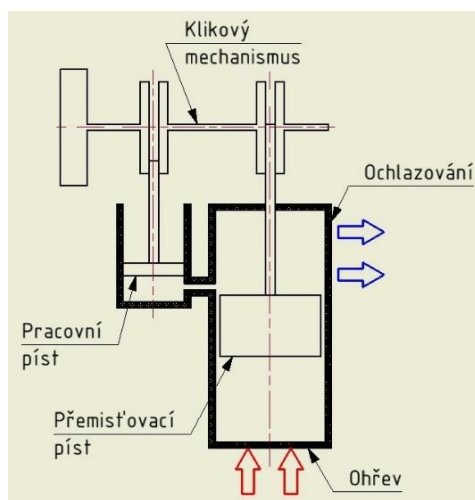 Klikový
mechanismus
Ochlazování
Pracovní
píst
Přemisťovací
píst
Ohřev